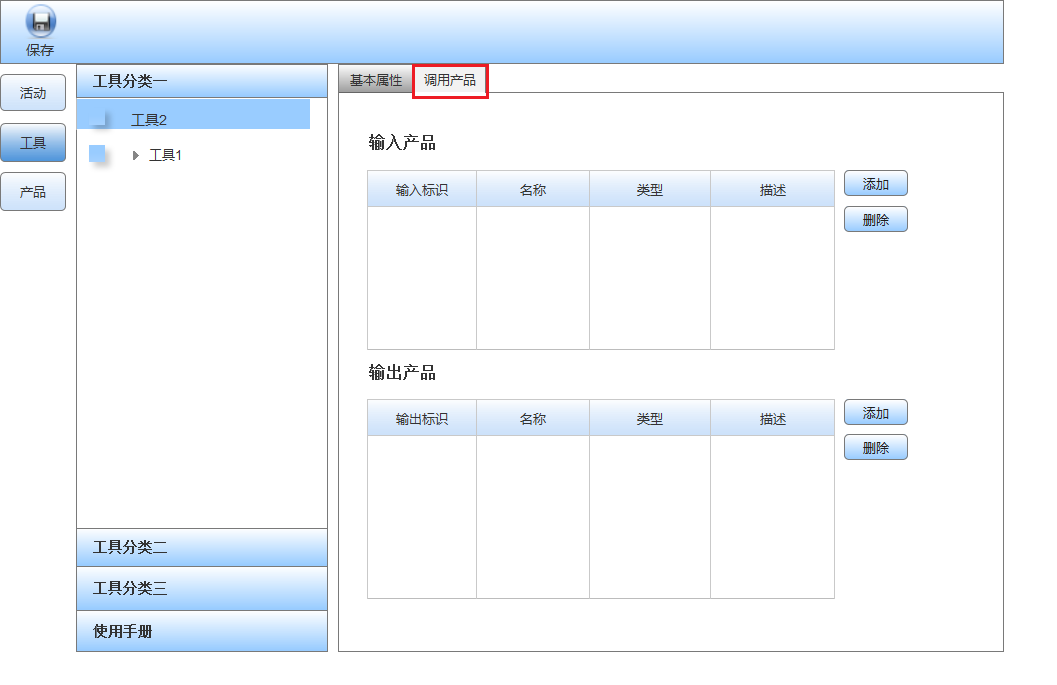 保存
活动
工具
产品
工具分类一
工具2
工具1
工具分类二
工具分类三
使用手册
基本属性 调用产品
输入产品
输入标识 名称 类型 描述
添加
删除
输出产品
输出标识 名称 类型 描述
添加
删除